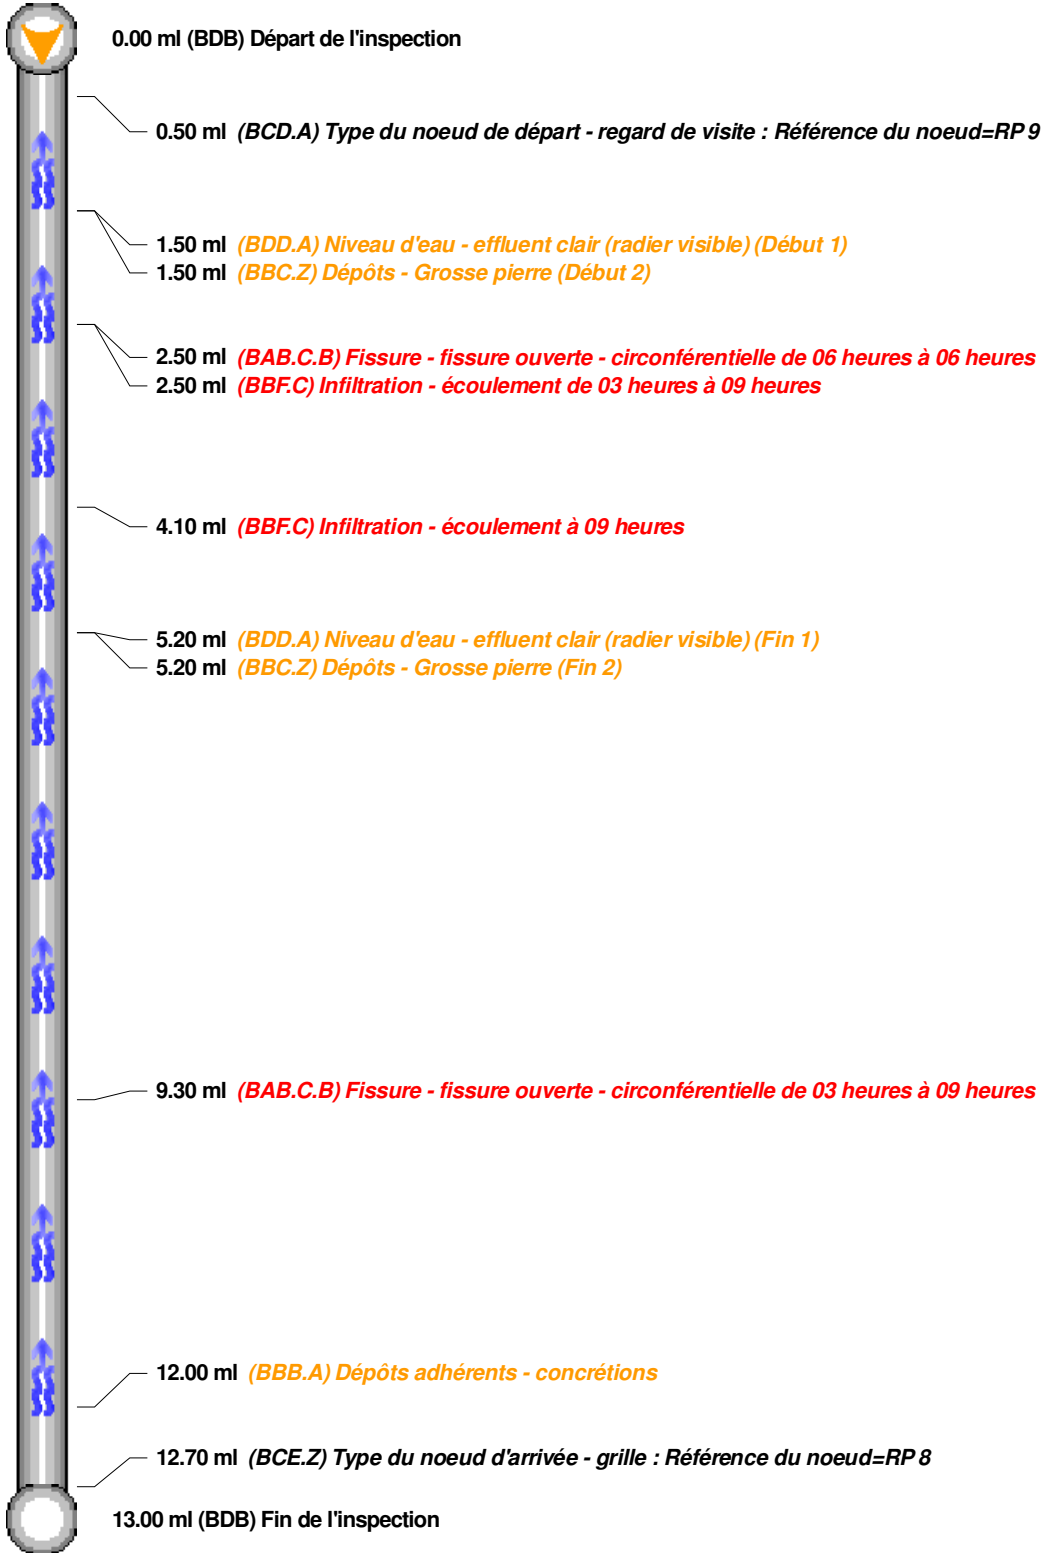 0.00 ml (BDB) Départ de l'inspection
0.50 ml (BCD.A) Type du noeud de départ - regard de visite : Référence du noeud=RP 9
1.50 ml (BDD.A) Niveau d'eau - effluent clair (radier visible) (Début 1)
1.50 ml (BBC.Z) Dépôts - Grosse pierre (Début 2)
2.50 ml (BAB.C.B) Fissure - fissure ouverte - circonférentielle de 06 heures à 06 heures
2.50 ml (BBF.C) Infiltration - écoulement de 03 heures à 09 heures
4.10 ml (BBF.C) Infiltration - écoulement à 09 heures
5.20 ml (BDD.A) Niveau d'eau - effluent clair (radier visible) (Fin 1)
5.20 ml (BBC.Z) Dépôts - Grosse pierre (Fin 2)
9.30 ml (BAB.C.B) Fissure - fissure ouverte - circonférentielle de 03 heures à 09 heures
12.00 ml (BBB.A) Dépôts adhérents - concrétions
12.70 ml (BCE.Z) Type du noeud d'arrivée - grille : Référence du noeud=RP 8
13.00 ml (BDB) Fin de l'inspection